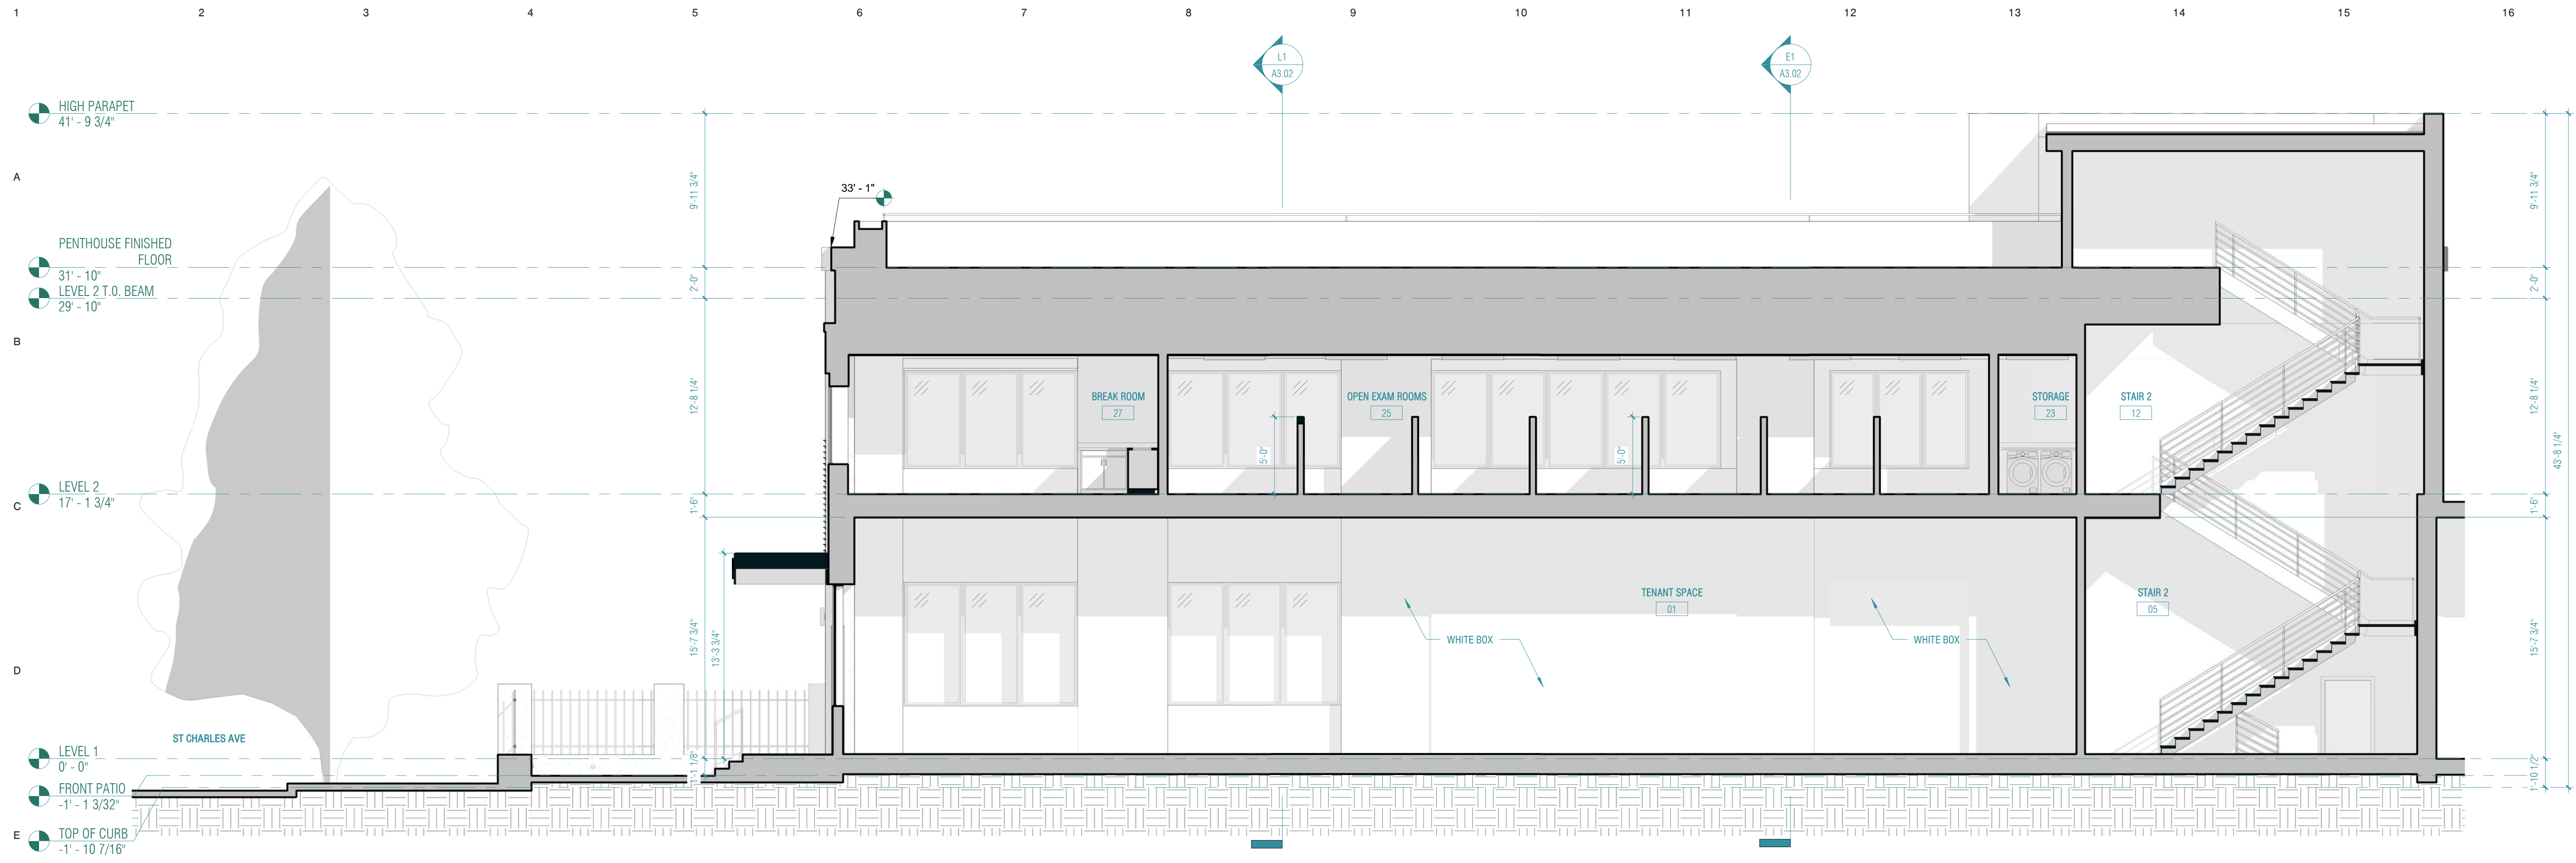 1 2 3 4 5 6 7 8 9 10 11 12 13 14 15 16
L1
A3.02
E1
A3.02
HIGH PARAPET
41' - 9 3/4"
A
9'-11 3/4"
9'-11 3/4"
33' - 1"
PENTHOUSE FINISHED
FLOOR
31' - 10"
LEVEL 2 T.O. BEAM
29' - 10"
2'-0"
2'-0"
B
12'-8 1/4"
BREAK ROOM
27
OPEN EXAM ROOMS
25
STORAGE
23
STAIR 2
12
12'-8 1/4"
43'-8 1/4"
5'-0"
5'-0"
LEVEL 2
17' - 1 3/4"
C
1'-6"
1'-6"
15'-7 3/4"
13'-3 3/4"
TENANT SPACE
01
STAIR 2
05
WHITE BOX
WHITE BOX
15'-7 3/4"
D
ST CHARLES AVE
LEVEL 1
0' - 0"
1'-1 1/8"
1'-10 1/2"
FRONT PATIO
-1' - 1 3/32"
E
TOP OF CURB
-1' - 10 7/16"